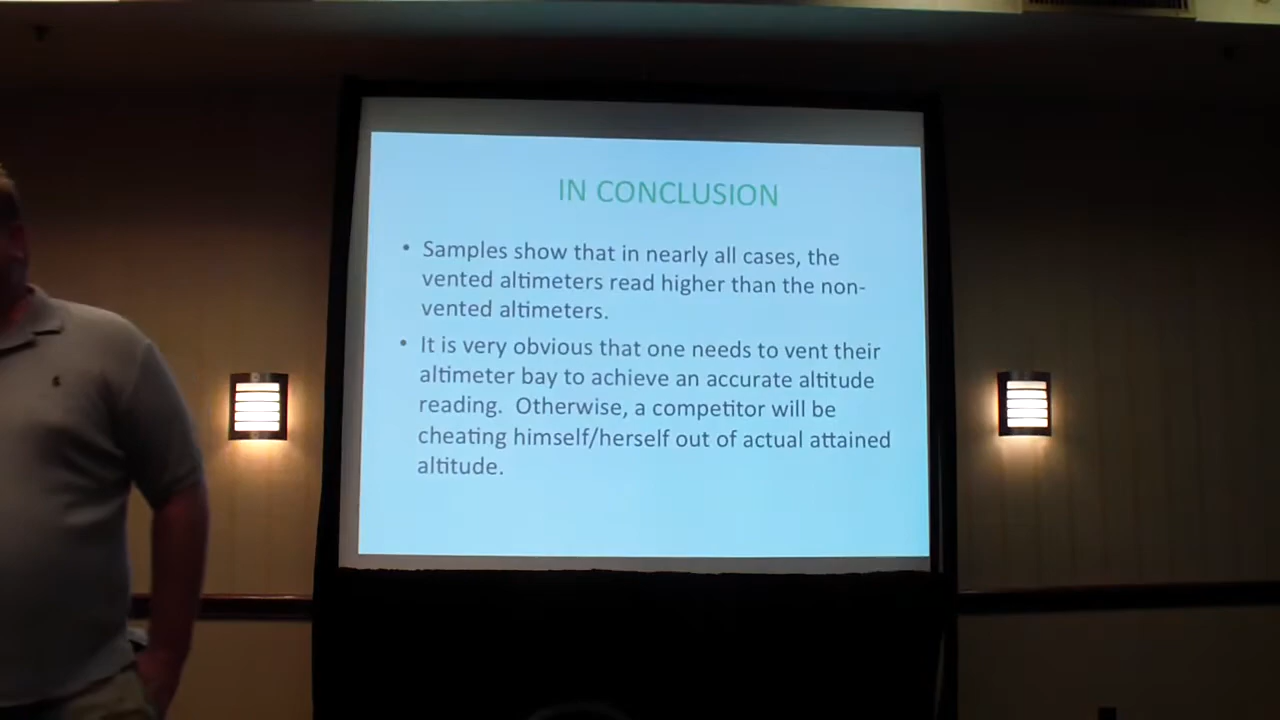 IN CONCLUSION
• Samples show that in nearly all cases, the
vented altimeters read higher than the non-
vented altimeters.
• It is very obvious that one needs to vent their
altimeter bay to achieve an accurate altitude
reading.  Otherwise, a competitor will be
cheating himself/herself out of actual attained
altitude.